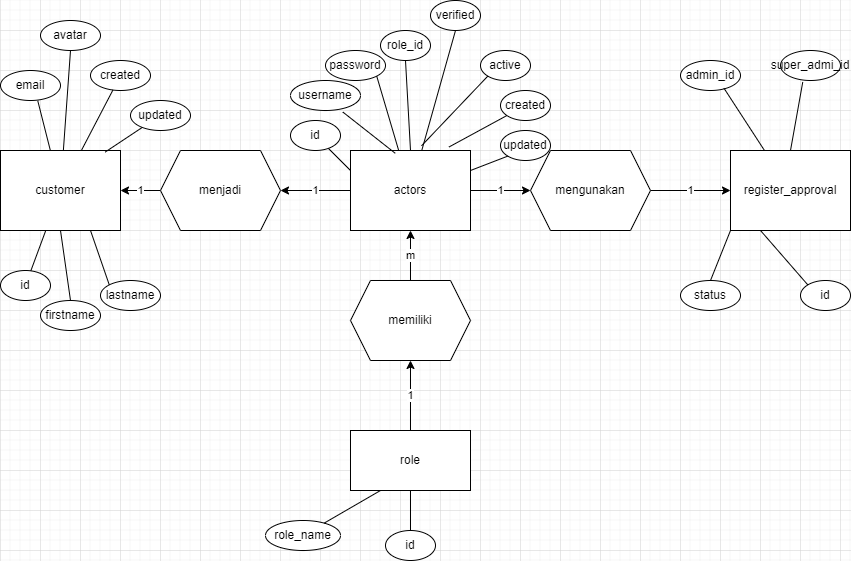 verified
avatar
role_id
password
active
super_admi_id
created
admin_id
email
username
created
updated
id
updated
customer
1
menjadi
1
actors
1
mengunakan
1
register_approval
m
id
lastname
status
id
firstname
memiliki
1
role
role_name
id